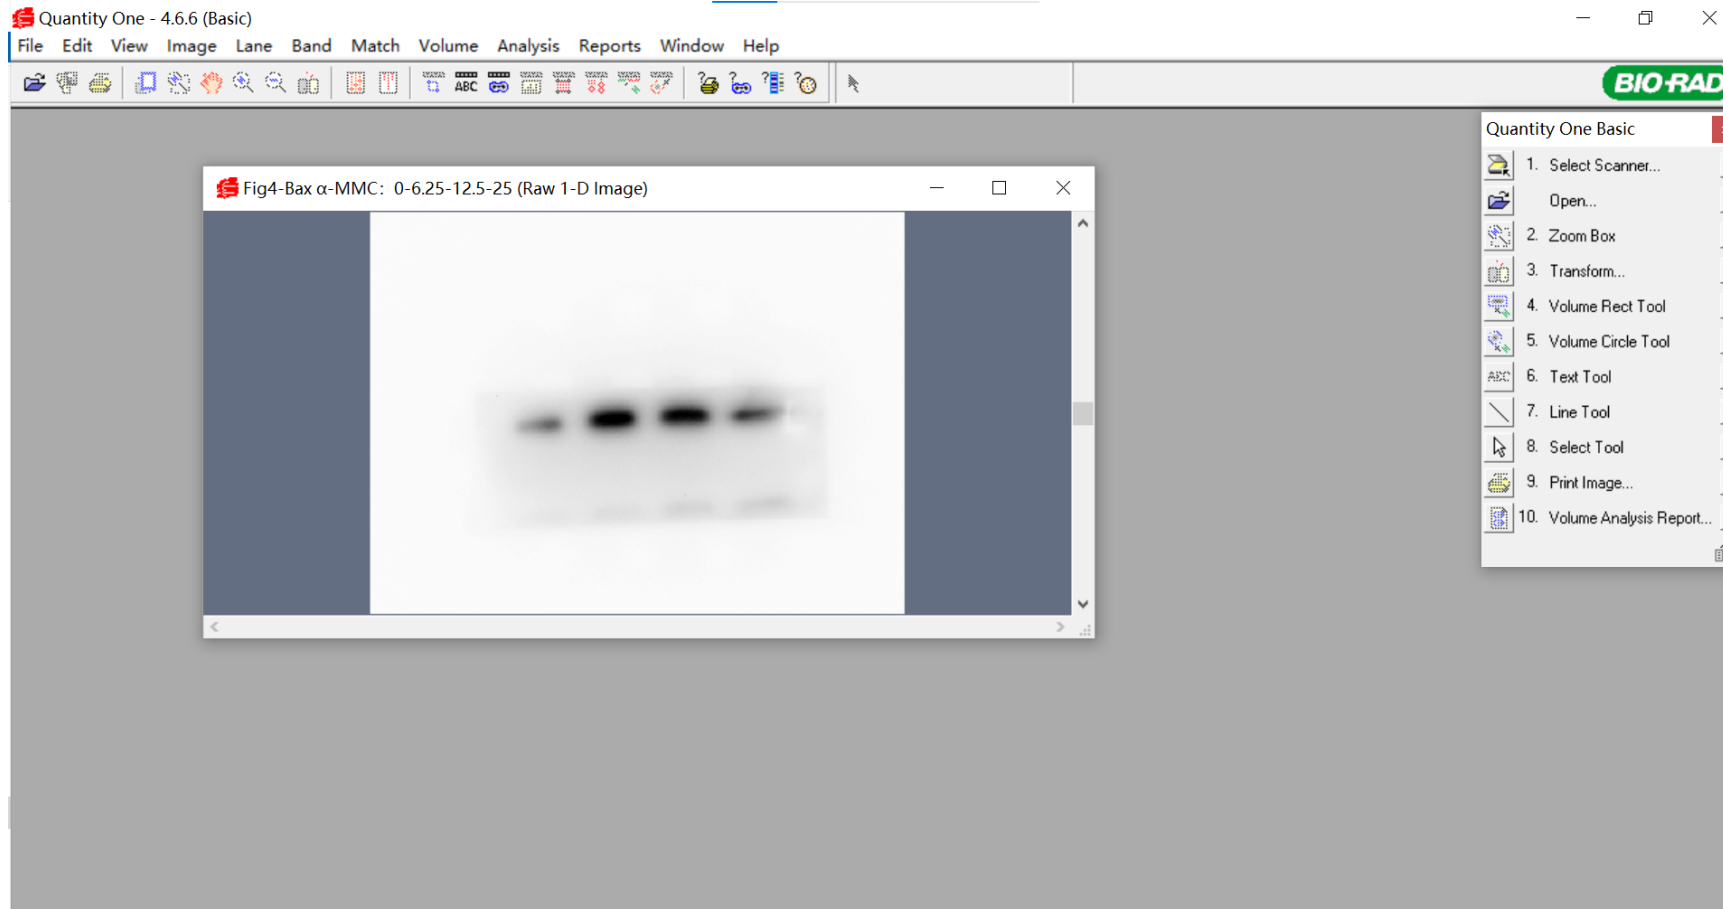 Quantity One - 4.6.6 (Basic)
File Edit View Image Lane Band Match Volume Analysis Reports Window Help
ABC
BIO-RAD
Quantity One Basic
1. Select Scanner...
Open...
2. Zoom Box
3. Transform...
4. Volume Rect Tool
5. Volume Circle Tool
ABC 6. Text Tool
7. Line Tool
8. Select Tool
9. Print Image...
10. Volume Analysis Report...
Fig4-Bax α-MMC：0-6.25-12.5-25 (Raw 1-D Image)